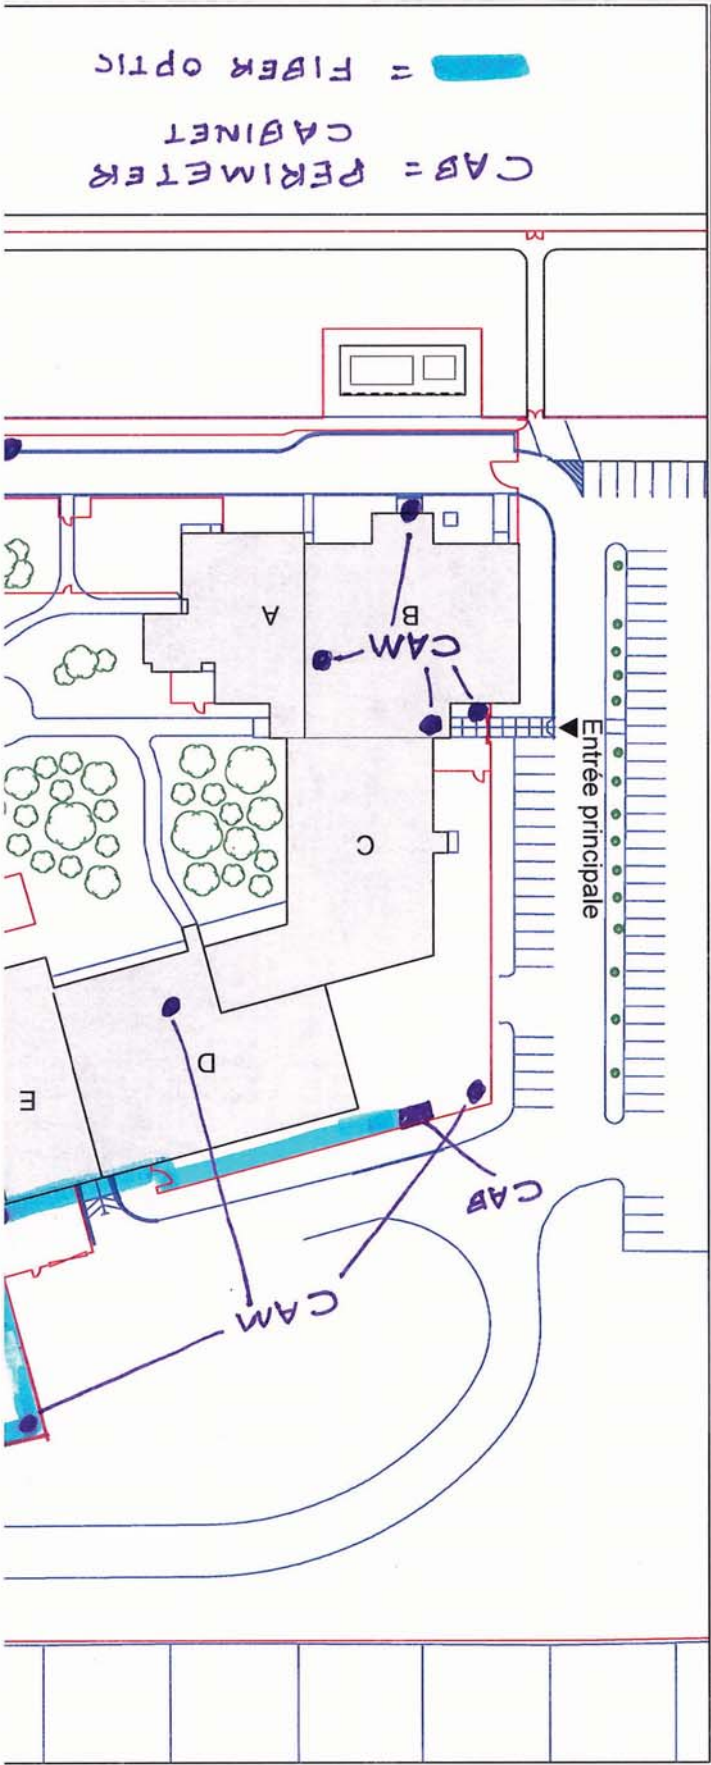 = FIBER OPTIC
CAB = PERIMETER
CABINET
A
B
CAM
Entrée principale
C
D
E
CAB
CAM